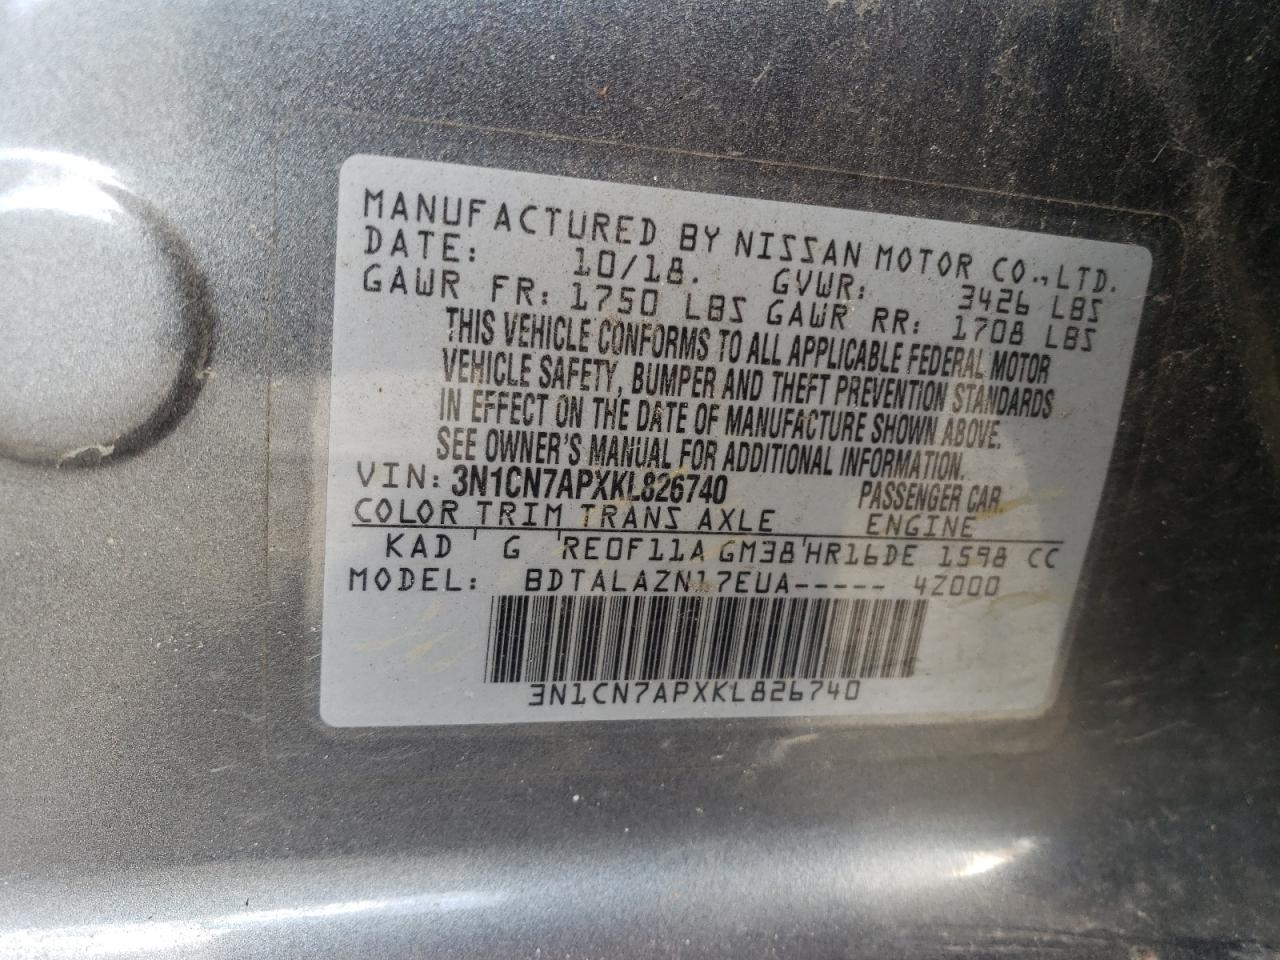 MANUFACTURED BY NISSAN MOTOR CO., LTD.
DATE: 10/18. GVWR: 3426 LBS
GAWR FR: 1750 LBS GAWR RR: 1708 LBS
THIS VEHICLE CONFORMS TO ALL APPLICABLE FEDERAL MOTOR
VEHICLE SAFETY, BUMPER AND THEFT PREVENTION STANDARDS
IN EFFECT ON THE DATE OF MANUFACTURE SHOWN ABOVE.
SEE OWNER'S MANUAL FOR ADDITIONAL INFORMATION.
VIN: 3N1CN7APXKL826740 PASSENGER CAR.
COLOR TRIM TRANS AXLE ENGINE
KAD G RE0F11A GM38 HR16DE 1598 CC
MODEL: BDTALAZN17EUA----- 4Z000
3N1CN7APXKL826740